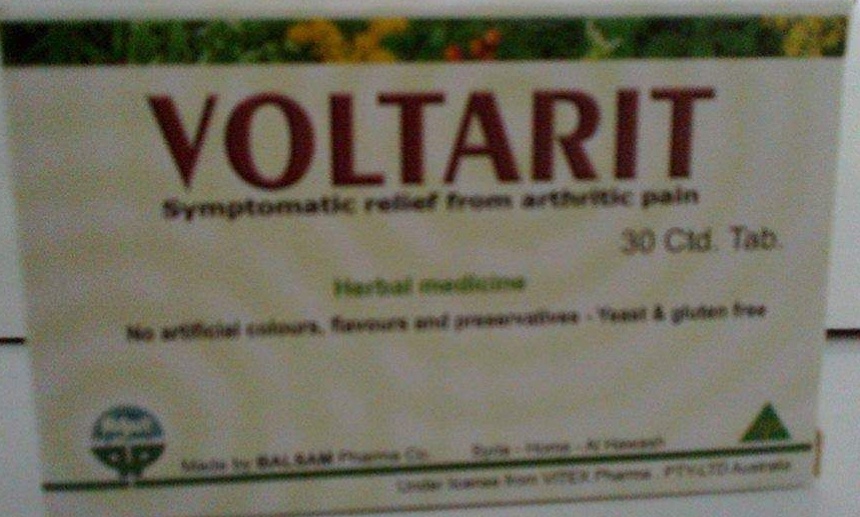 VOLTARIT
Symptomatic relief from arthritic pain
30 Ctd. Tab.
Herbal medicine
No artificial colours, flavours and preservatives - Yeast & gluten free
Made by BALSAM Pharma Co. Syria - Homs - Al Hawash
Under license from VITEX Pharma. PTY-LTD Australia